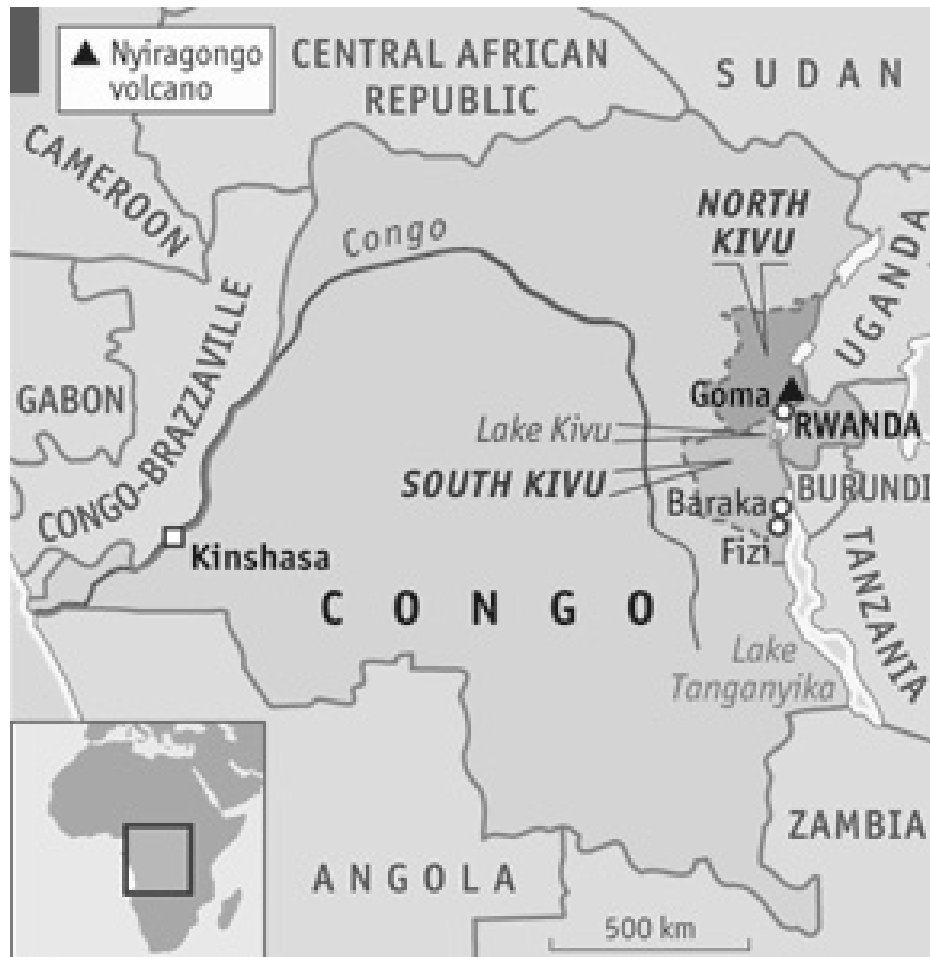 Nyiragongo
volcano
CENTRAL AFRICAN
REPUBLIC
SUDAN
CAMEROON
Congo
NORTH
KIVU
UGANDA
CONGO-BRAZZAVILLE
GABON
Goma
RWANDA
Lake Kivu
SOUTH KIVU
BURUNDI
Baraka
Fizi
Kinshasa
TANZANIA
CONGO
Lake
Tanganyika
ZAMBIA
ANGOLA
500 km